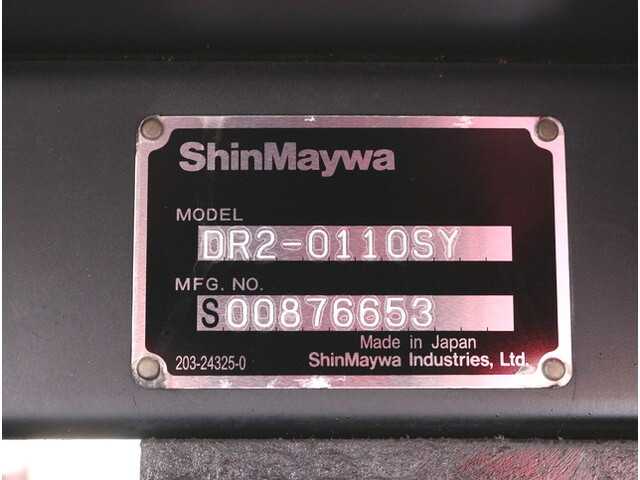 ShinMaywa
MODEL
DR2-0110SY
MFG. NO.
S00876653
Made in Japan
203-24325-0
ShinMaywa Industries, Ltd.